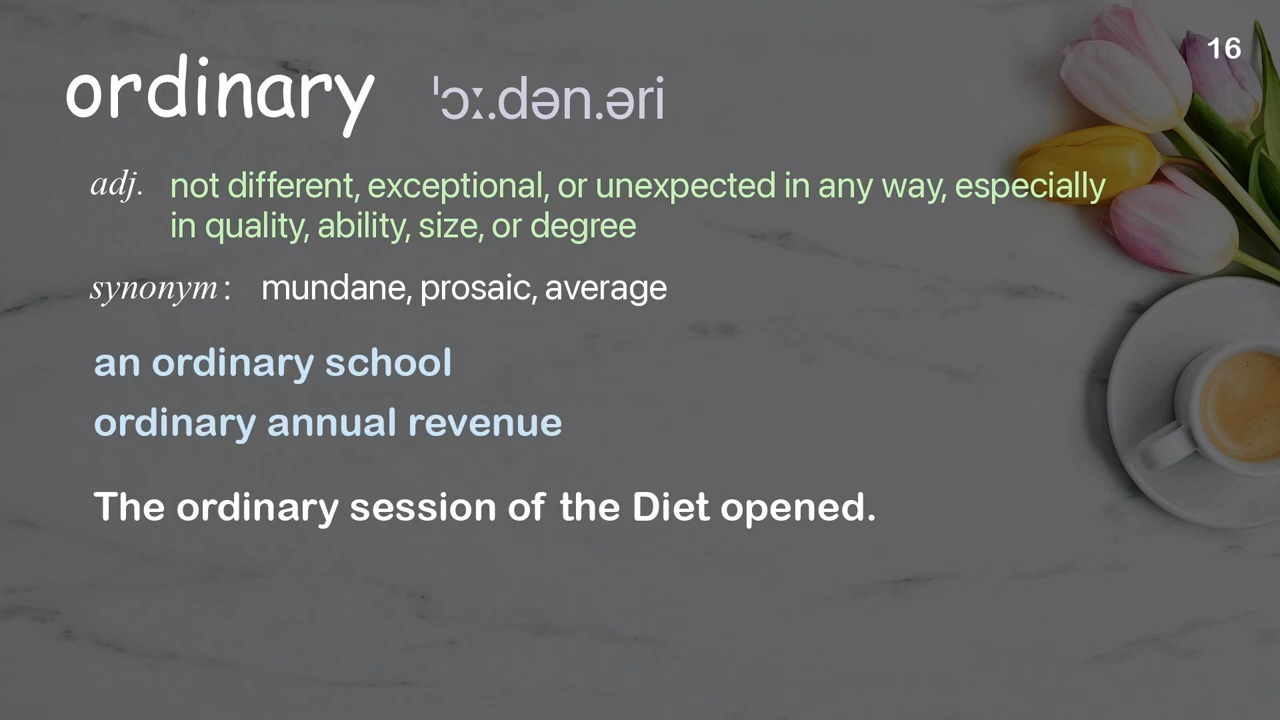 16
ordinary ˈɔː.dən.əri
adj. not different, exceptional, or unexpected in any way, especially
in quality, ability, size, or degree
synonym: mundane, prosaic, average
an ordinary school
ordinary annual revenue
The ordinary session of the Diet opened.